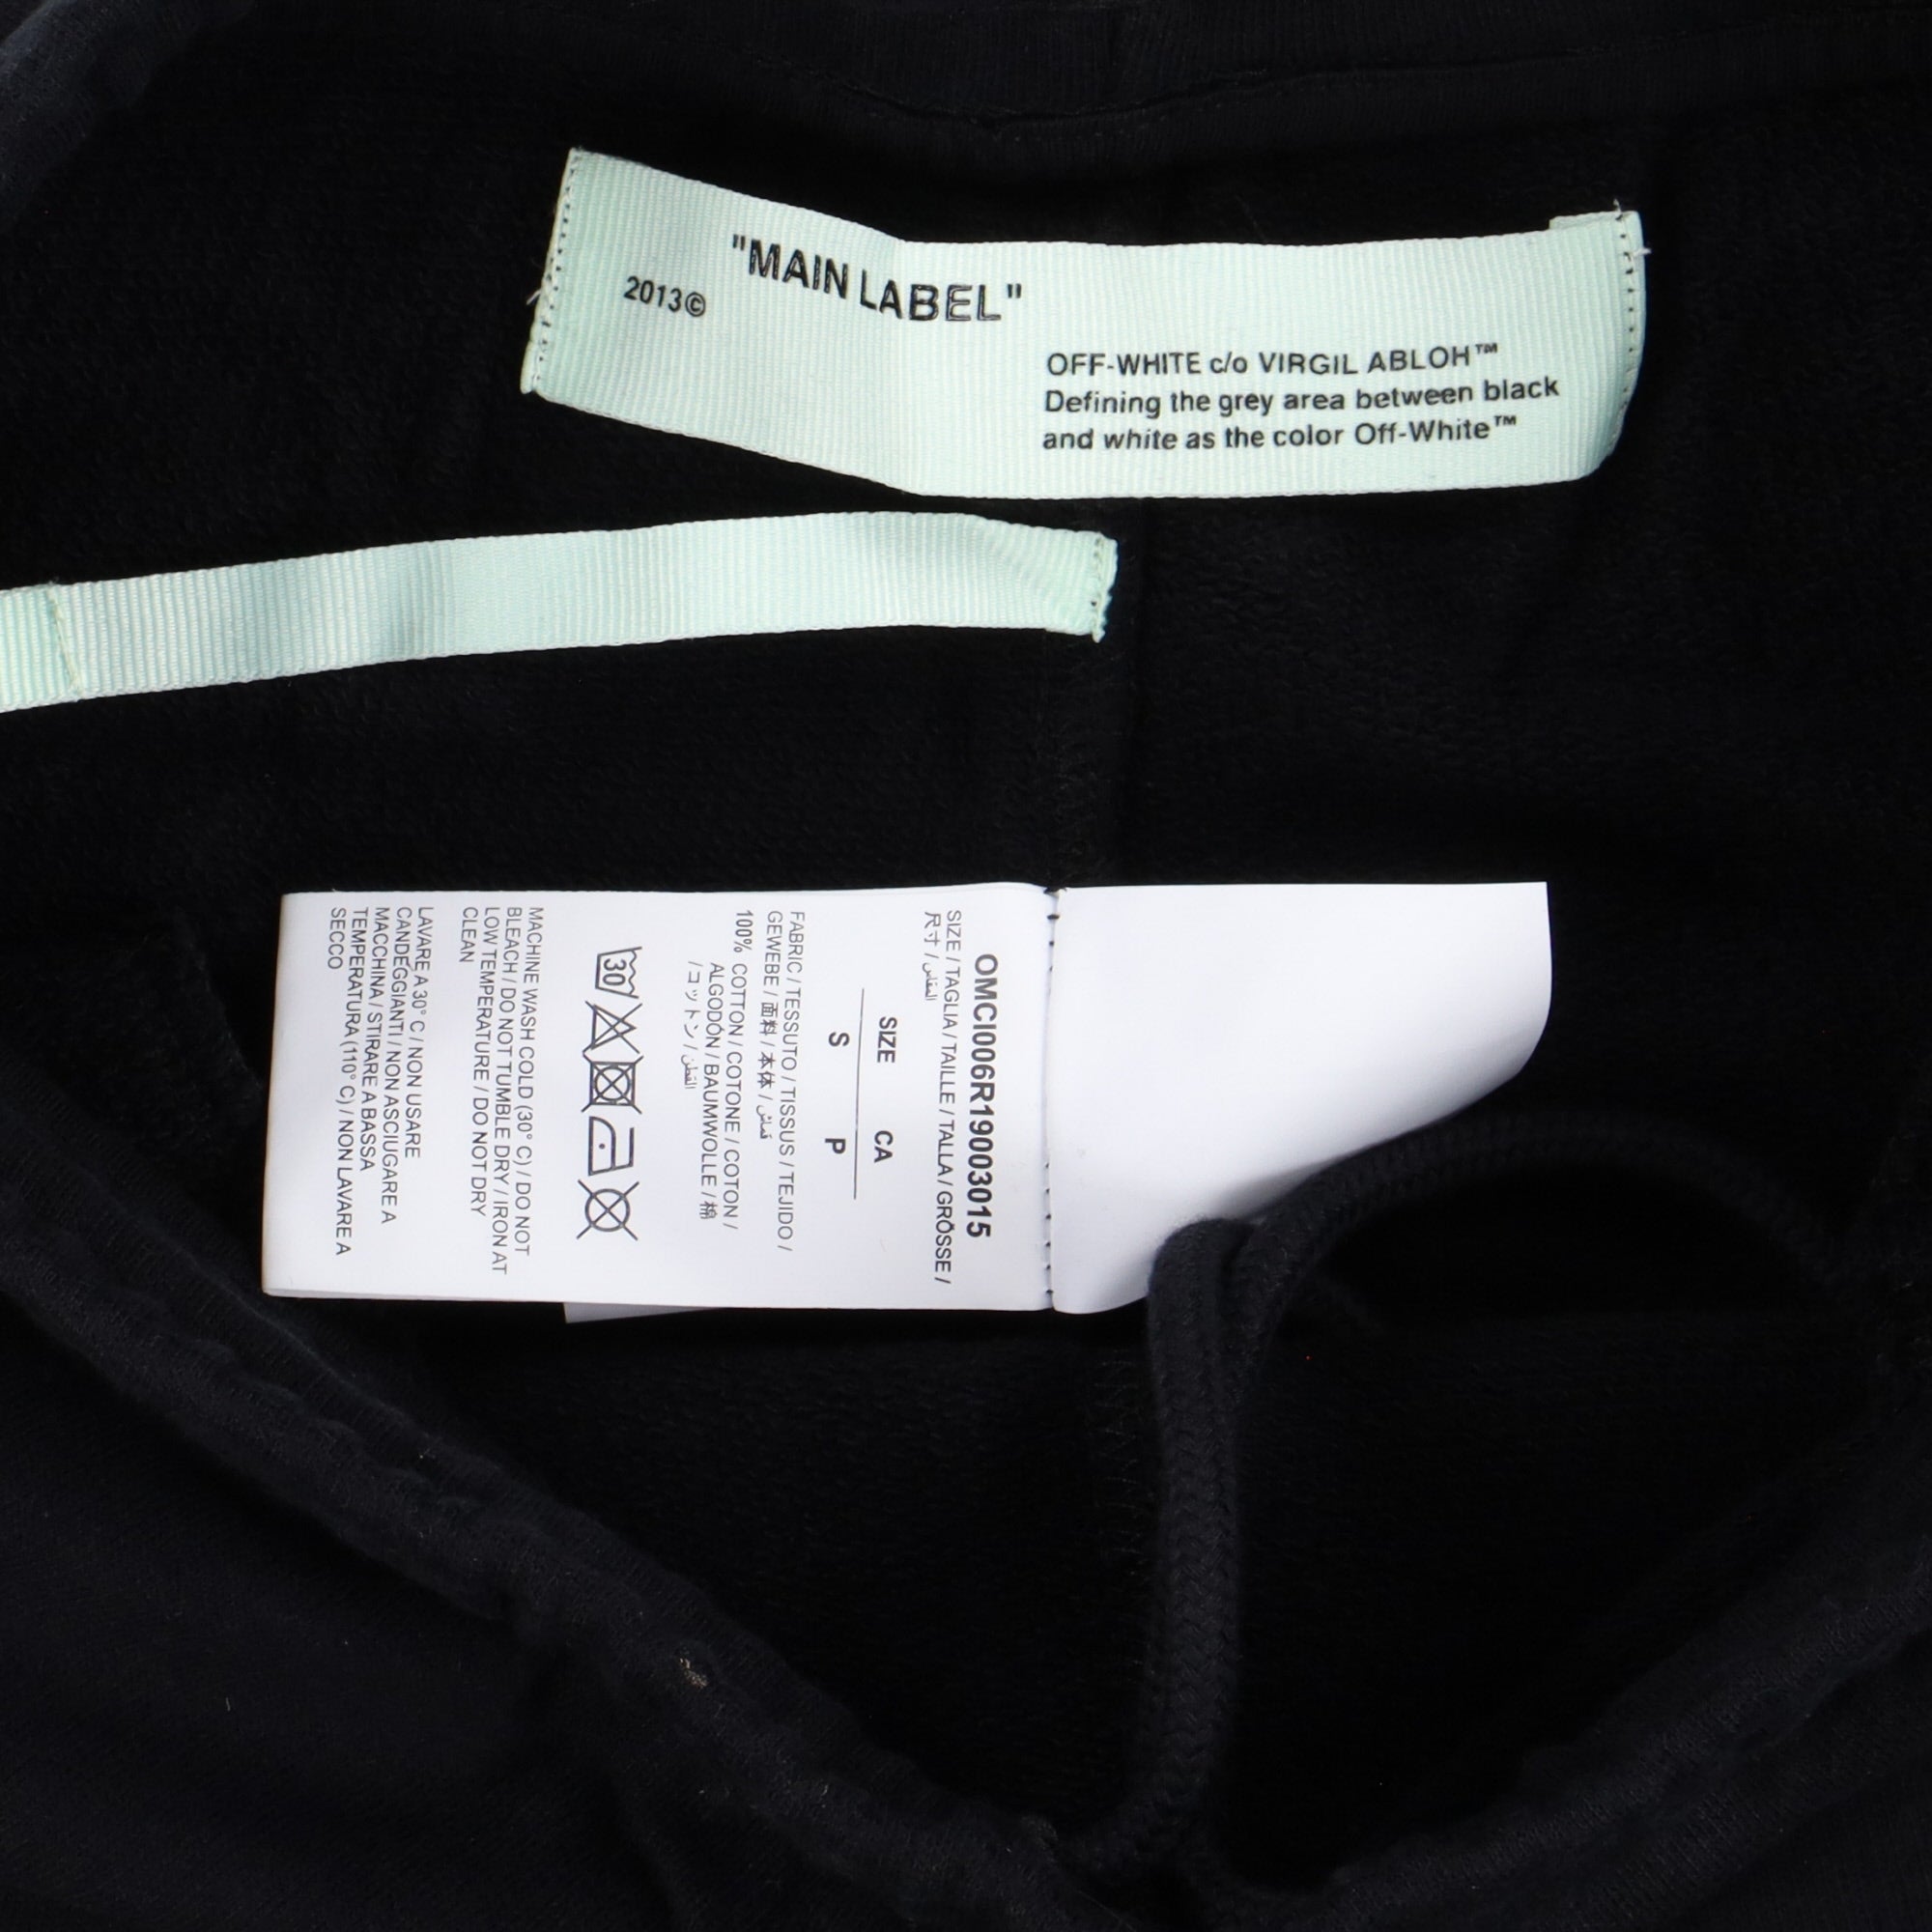 "MAIN LABEL"
2013©
OFF-WHITE c/o VIRGIL ABLOH™
Defining the grey area between black
and white as the color Off-White™
OMCI006R19003015
SIZE / TAGLIA / TAILLE / TALLA / GRÖSSE /
尺寸 / المقاس
SIZE CA
S P
FABRIC / TESSUTO / TISSUS / TEJIDO /
GEWEBE / 面料 / 本体 / قماش
100% COTTON / COTONE / COTON /
ALGODÓN / BAUMWOLLE / 棉
/ コットン / القطن
30
MACHINE WASH COLD (30° C) / DO NOT
BLEACH / DO NOT TUMBLE DRY / IRON AT
LOW TEMPERATURE / DO NOT DRY
CLEAN
LAVARE A 30° C / NON USARE
CANDEGGIANTI / NON ASCIUGARE A
MACCHINA / STIRARE A BASSA
TEMPERATURA (110° C) / NON LAVARE A
SECCO